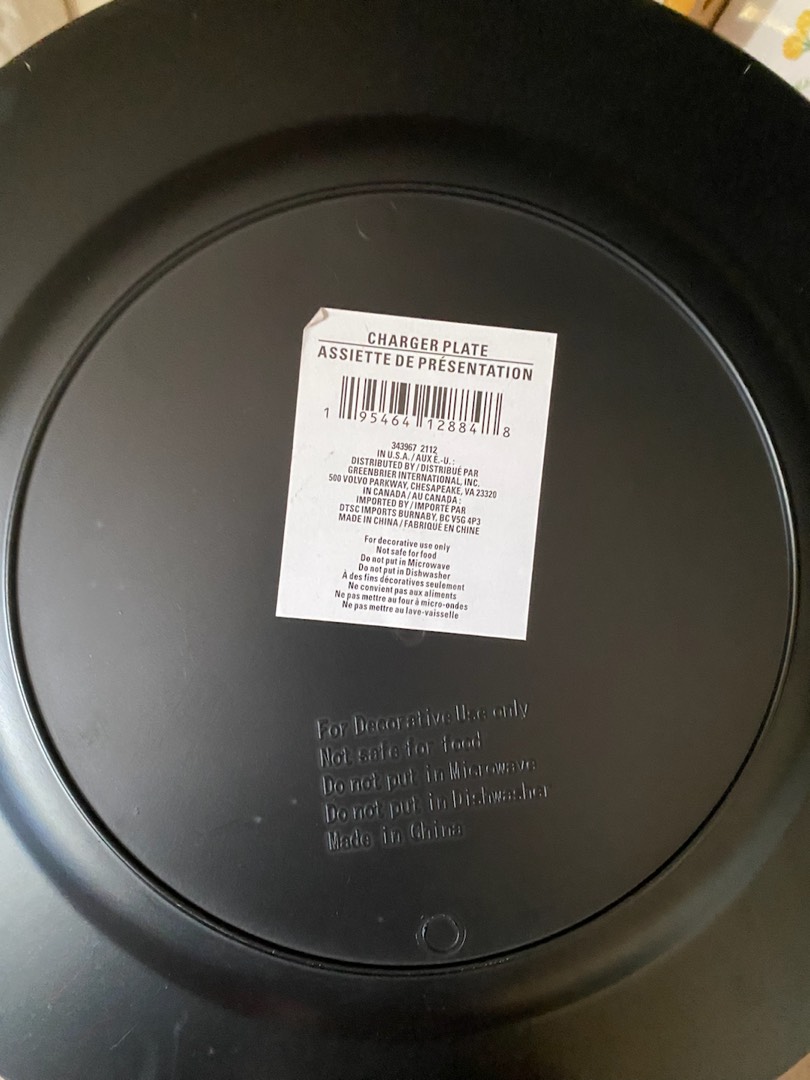 CHARGER PLATE
ASSIETTE DE PRÉSENTATION
1 95464 12884 8
343967 2112
IN U.S.A. / AUX É.-U. :
DISTRIBUTED BY / DISTRIBUÉ PAR
GREENBRIER INTERNATIONAL, INC.
500 VOLVO PARKWAY, CHESAPEAKE, VA 23320
IN CANADA / AU CANADA :
IMPORTED BY / IMPORTÉ PAR
DTSC IMPORTS BURNABY, BC V5G 4P3
MADE IN CHINA / FABRIQUÉ EN CHINE
For decorative use only
Not safe for food
Do not put in Microwave
Do not put in Dishwasher
À des fins décoratives seulement
Ne convient pas aux aliments
Ne pas mettre au four à micro-ondes
Ne pas mettre au lave-vaisselle
For Decorative Use only
Not safe for food
Do not put in Microwave
Do not put in Dishwasher
Made in China